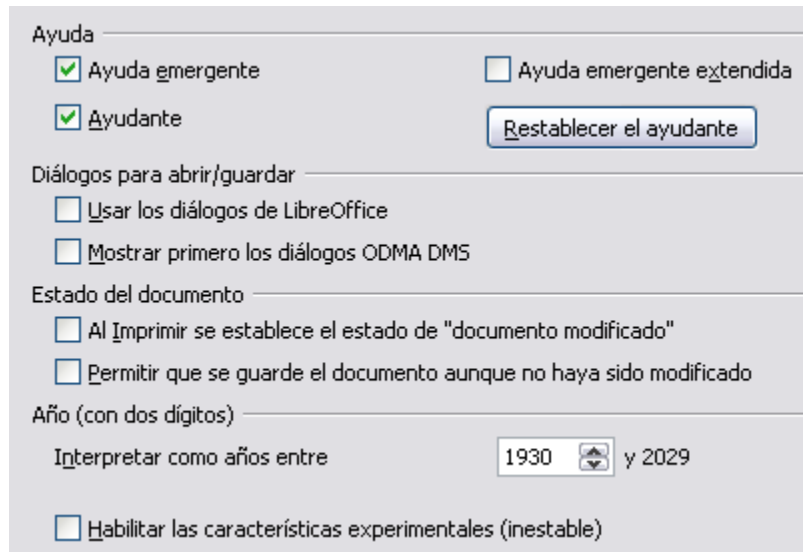 Ayuda
Ayuda emergente
Ayuda emergente extendida
Ayudante
Restablecer el ayudante
Diálogos para abrir/guardar
Usar los diálogos de LibreOffice
Mostrar primero los diálogos ODMA DMS
Estado del documento
Al Imprimir se establece el estado de "documento modificado"
Permitir que se guarde el documento aunque no haya sido modificado
Año (con dos dígitos)
Interpretar como años entre 1930 y 2029
Habilitar las características experimentales (inestable)